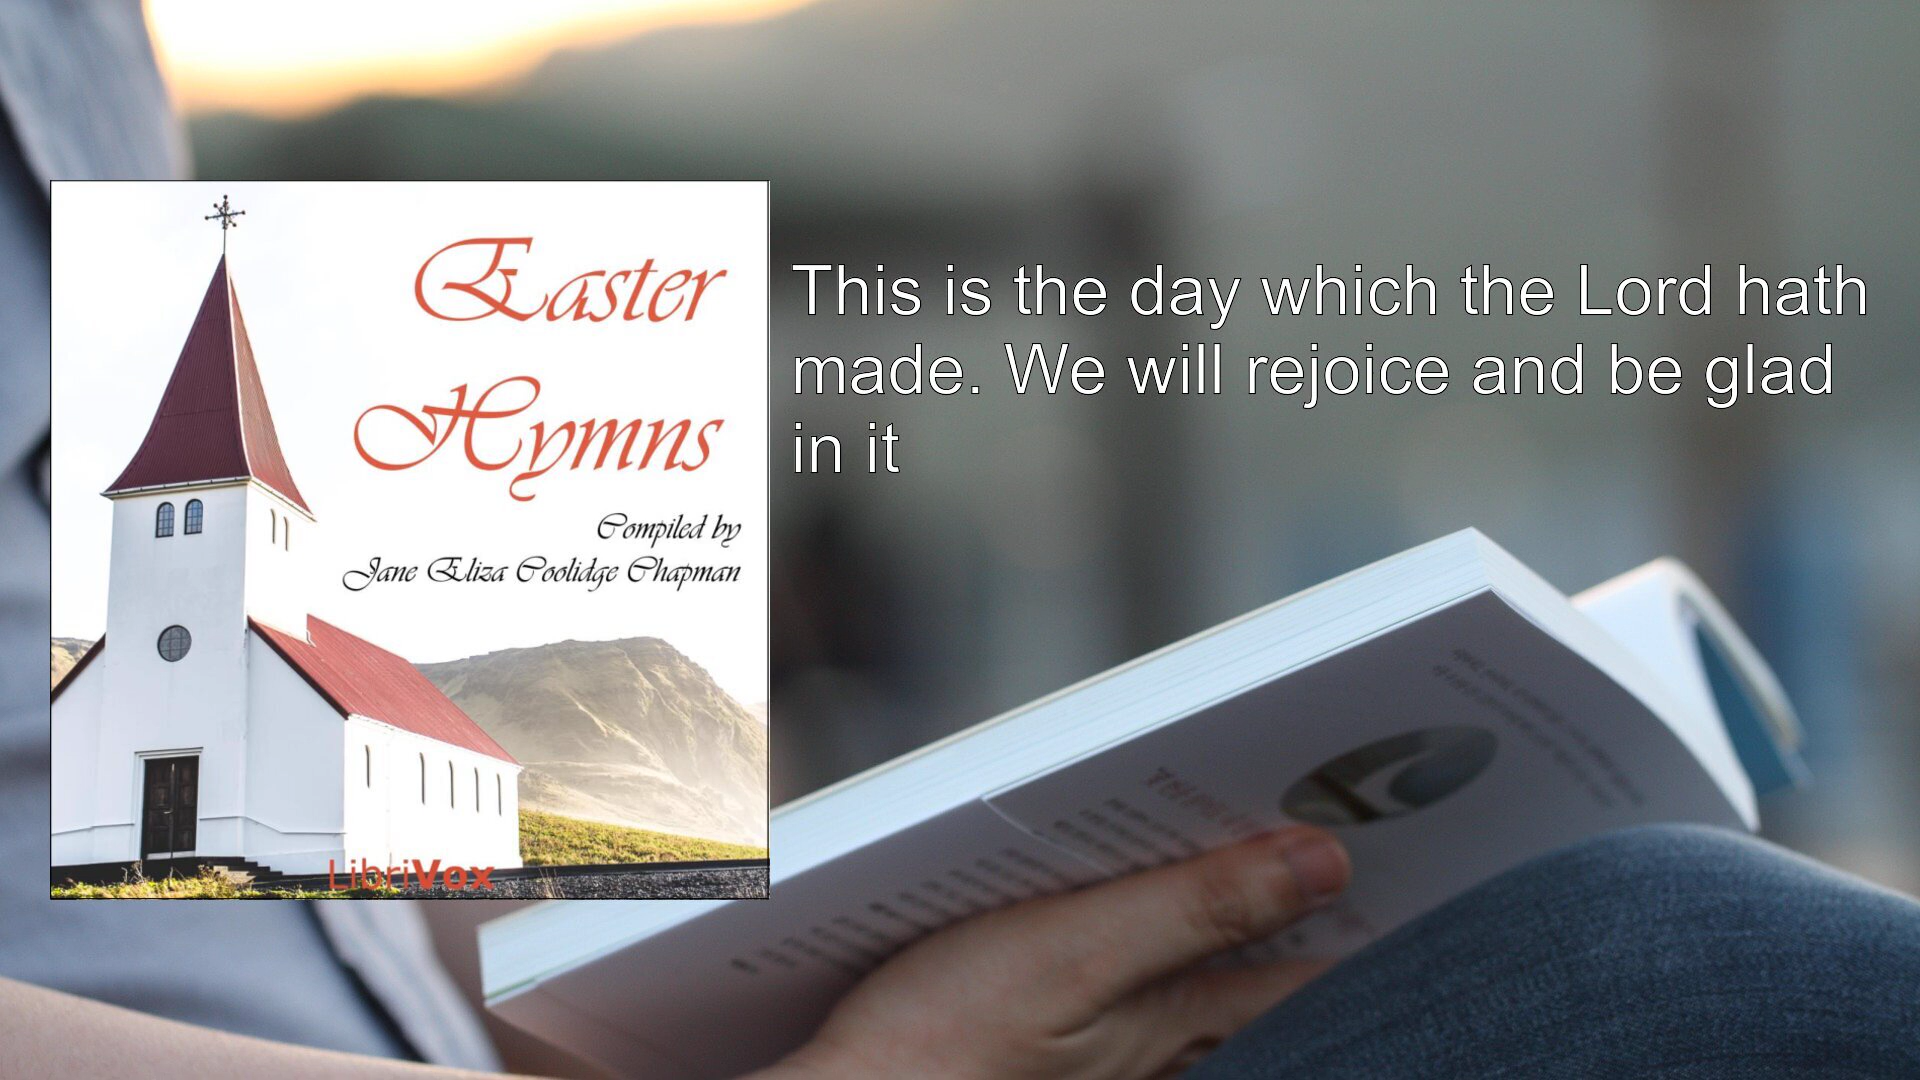 Easter
Hymns
Compiled by
Jane Eliza Coolidge Chapman
LibriVox
This is the day which the Lord hath
made. We will rejoice and be glad
in it